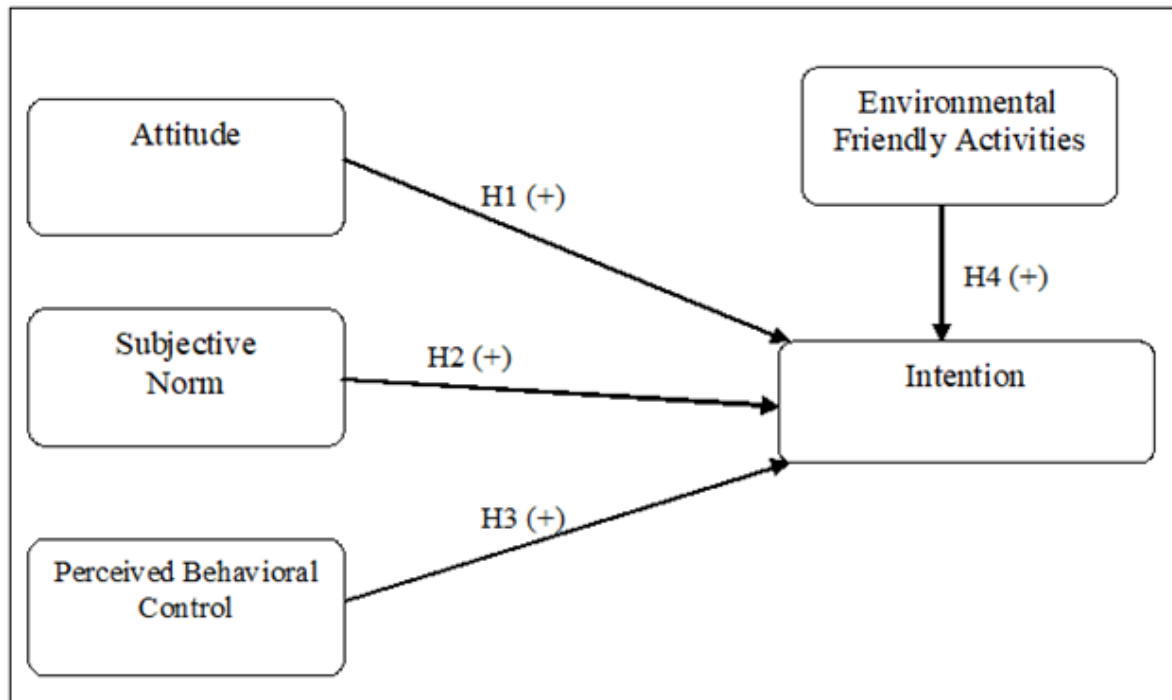 Attitude
Environmental
Friendly Activities
H1 (+)
H4 (+)
Subjective
Norm
H2 (+)
Intention
H3 (+)
Perceived Behavioral
Control